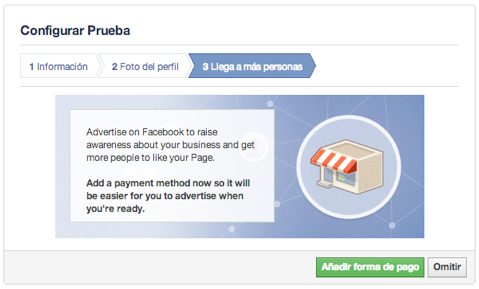 Configurar Prueba
1 Información
2 Foto del perfil
3 Llega a más personas
Advertise on Facebook to raise
awareness about your business and get
more people to like your Page.
Add a payment method now so it will
be easier for you to advertise when
you're ready.
Añadir forma de pago
Omitir